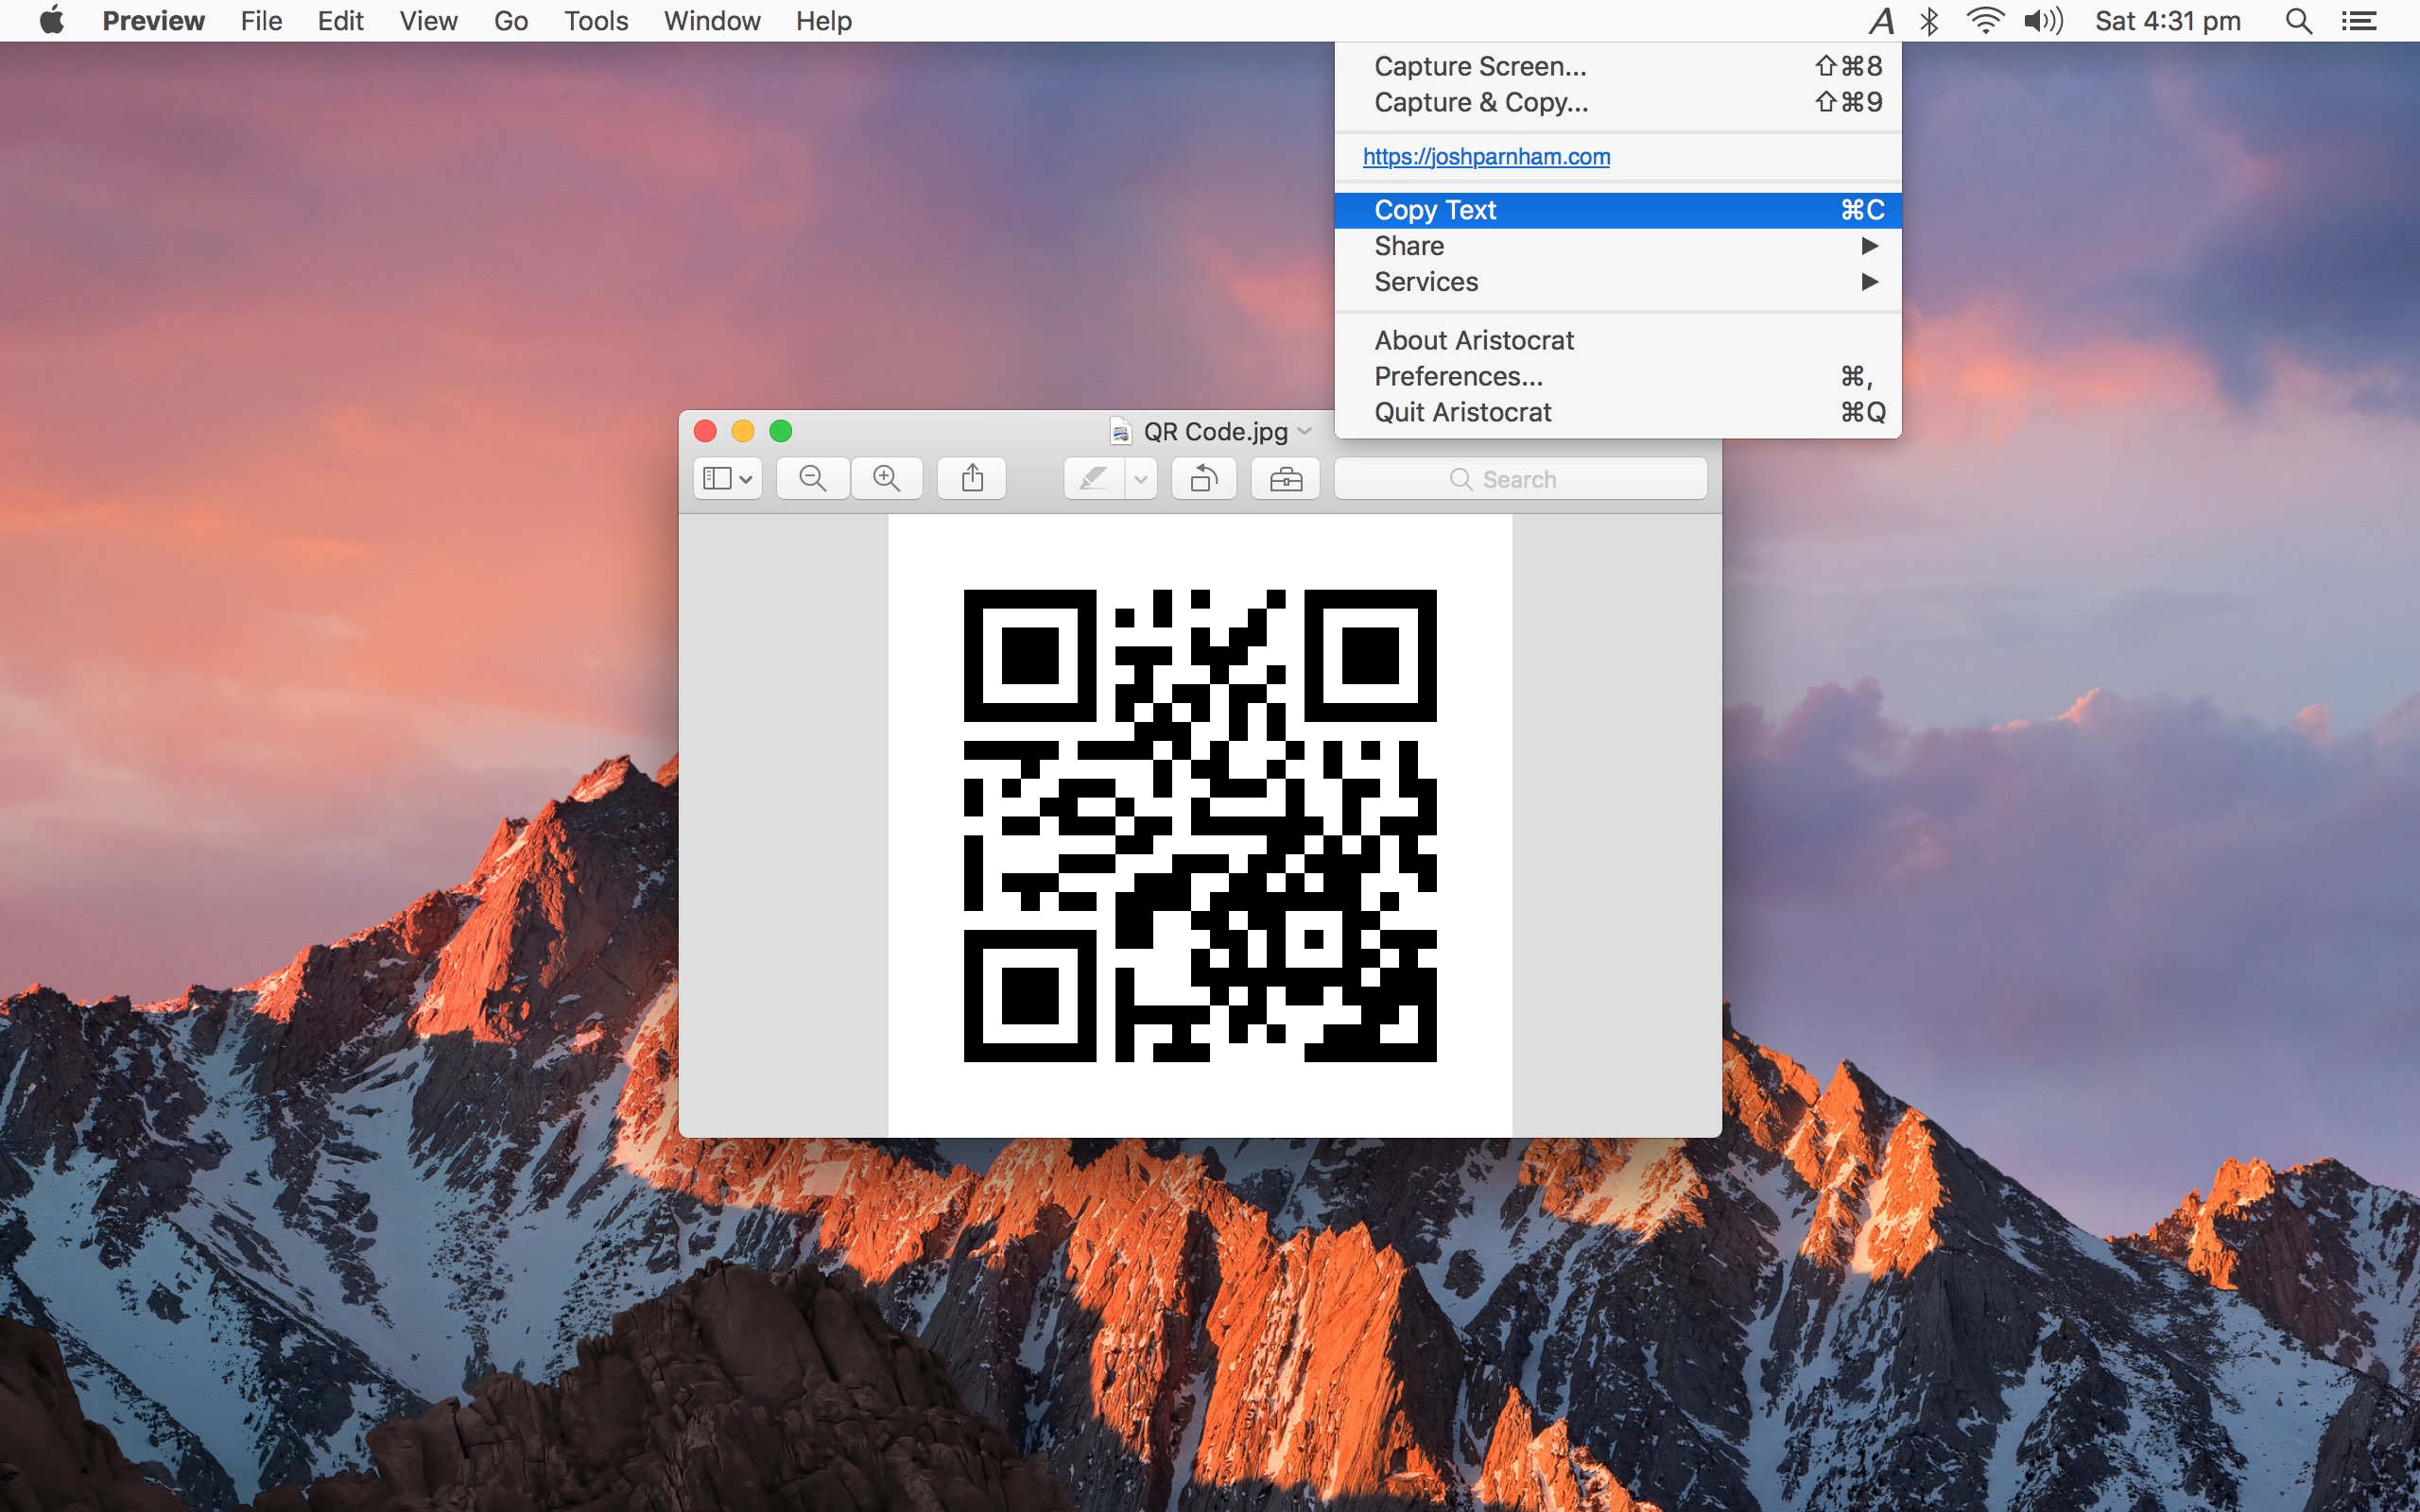 Preview File Edit View Go Tools Window Help Sat 4:31 pm
Capture Screen... ⇧⌘8
Capture & Copy... ⇧⌘9
https://joshparnham.com
Copy Text ⌘C
Share
Services
About Aristocrat
Preferences... ⌘,
Quit Aristocrat ⌘Q
QR Code.jpg
Search